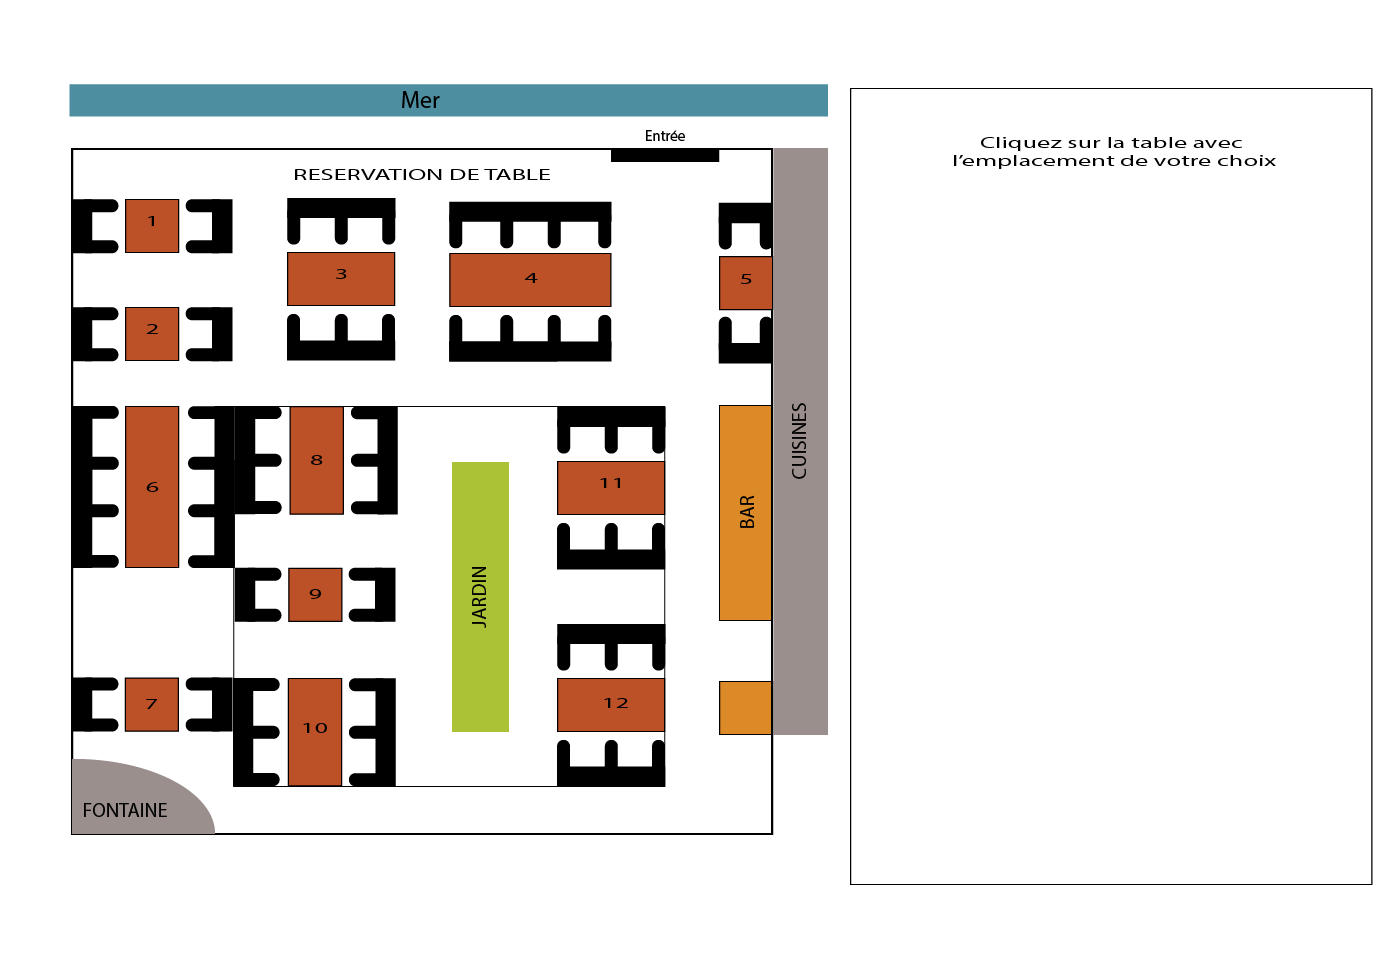 Mer
Entrée
RESERVATION DE TABLE
1
3
4
5
2
6
8
11
CUISINES
BAR
9
JARDIN
7
10
12
FONTAINE
Cliquez sur la table avec
l'emplacement de votre choix